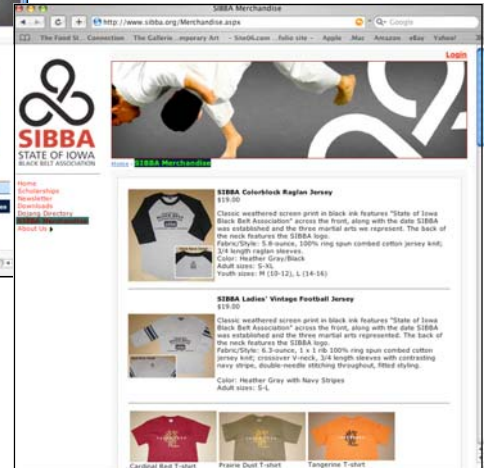 SIBBA Merchandise
http://www.sibba.org/Merchandise.aspx
Google
The Food St.. Connection The Gallerie...emporary Art - Site06.com ..folio site - Apple .Mac Amazon eBay Yahoo!
Login
SIBBA
STATE OF IOWA
BLACK BELT ASSOCIATION
Home - SIBBA Merchandise
Home
Scholarships
Newsletter
Downloads
Dojang Directory
SIBBA Merchandise
About Us
SIBBA Colorblock Raglan Jersey
$19.00
Classic weathered screen print in black ink features "State of Iowa
Black Belt Association" across the front, along with the date SIBBA
was established and the three martial arts we represent. The back of
the neck features the SIBBA logo.
Fabric/Style: 5.8-ounce, 100% ring spun combed cotton jersey knit;
3/4 length raglan sleeves.
Color: Heather Gray/Black
Adult sizes: S-XL
Youth sizes: M (10-12), L (14-16)
SIBBA Ladies' Vintage Football Jersey
$19.00
Classic weathered screen print in black ink features "State of Iowa
Black Belt Association" across the front, along with the date SIBBA
was established and the three martial arts represented. The back of
the neck features the SIBBA logo.
Fabric/Style: 6.3-ounce, 1 x 1 rib 100% ring spun combed cotton
jersey knit; crossover V-neck, 3/4 length sleeves with contrasting
navy stripe, double-needle stitching throughout, fitted styling.
Color: Heather Gray with Navy Stripes
Adult sizes: S-L
Cardinal Red T-shirt Prairie Dust T-shirt Tangerine T-shirt